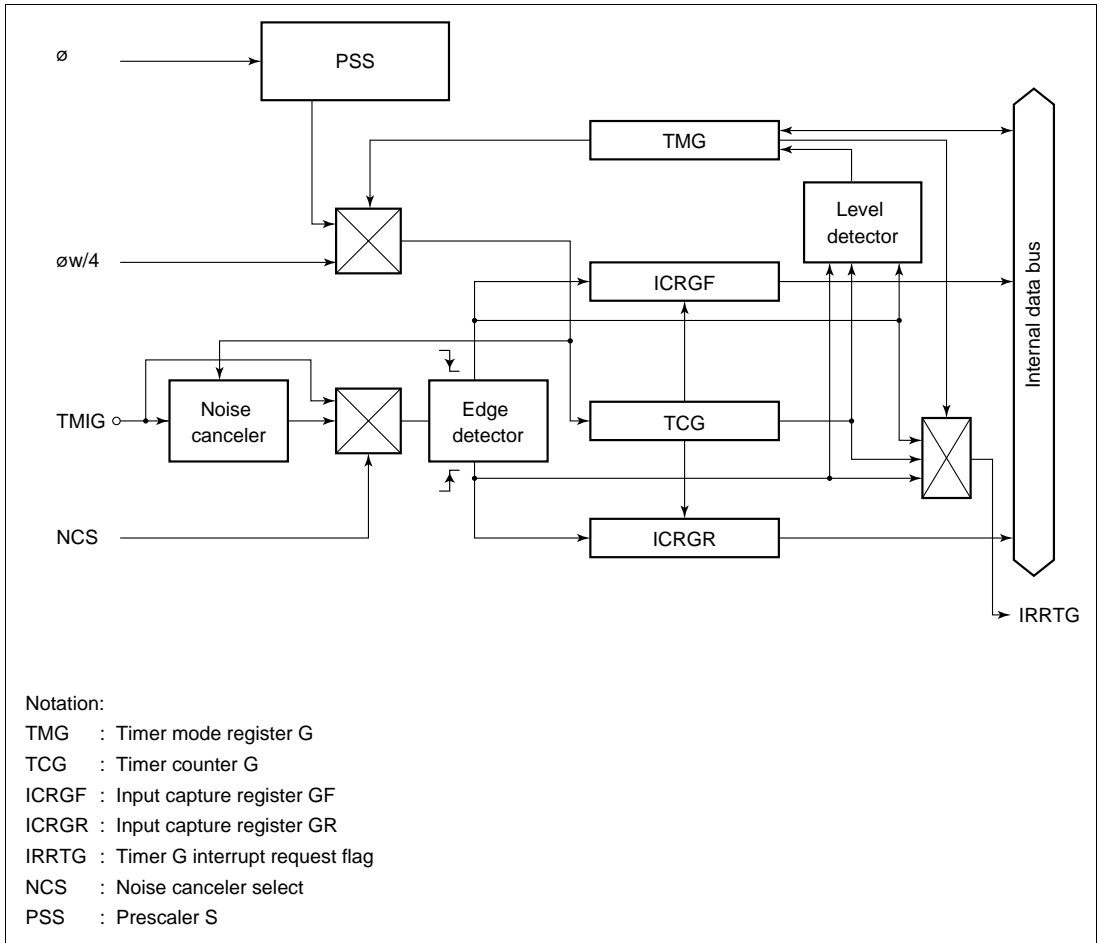 ø
PSS
TMG
Level
detector
øw/4
ICRGF
Internal data bus
TMIG
Noise
canceler
Edge
detector
TCG
NCS
ICRGR
IRRTG
Notation:
TMG : Timer mode register G
TCG : Timer counter G
ICRGF : Input capture register GF
ICRGR : Input capture register GR
IRRTG : Timer G interrupt request flag
NCS : Noise canceler select
PSS : Prescaler S